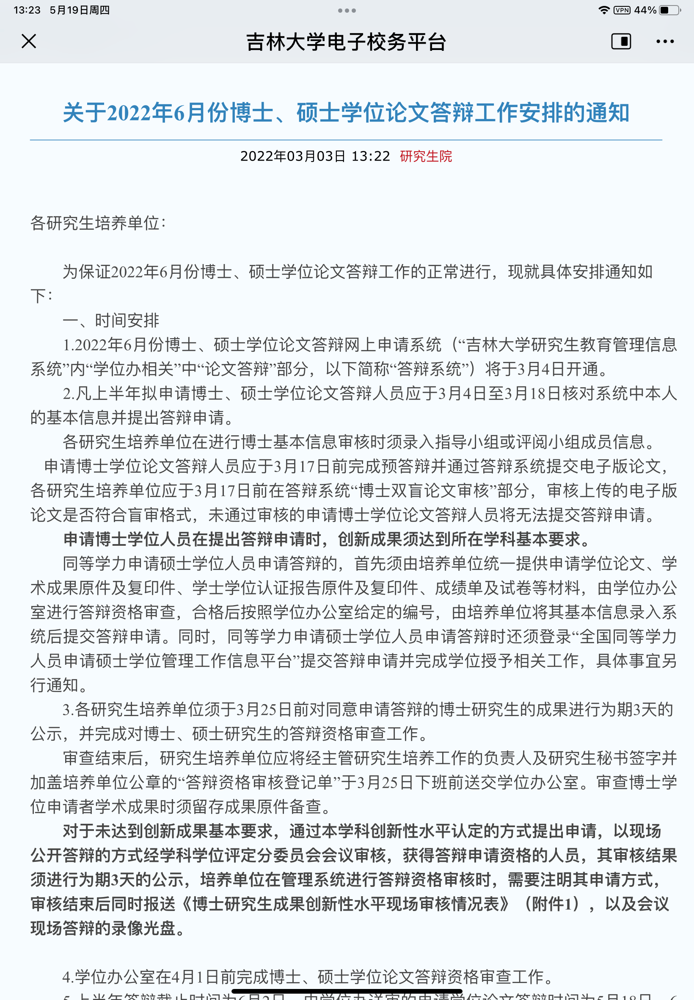 13:23 5月19日周四
VPN 44%
吉林大学电子校务平台
关于2022年6月份博士、硕士学位论文答辩工作安排的通知
2022年03月03日 13:22 研究生院
各研究生培养单位：
为保证2022年6月份博士、硕士学位论文答辩工作的正常进行，现就具体安排通知如
下：
一、时间安排
1.2022年6月份博士、硕士学位论文答辩网上申请系统（“吉林大学研究生教育管理信息
系统”内“学位办相关”中“论文答辩”部分，以下简称“答辩系统”）将于3月4日开通。
2.凡上半年拟申请博士、硕士学位论文答辩人员应于3月4日至3月18日核对系统中本人
的基本信息并提出答辩申请。
各研究生培养单位在进行博士基本信息审核时须录入指导小组或评阅小组成员信息。
申请博士学位论文答辩人员应于3月17日前完成预答辩并通过答辩系统提交电子版论文，
各研究生培养单位应于3月17日前在答辩系统“博士双盲论文审核”部分，审核上传的电子版
论文是否符合盲审格式，未通过审核的申请博士学位论文答辩人员将无法提交答辩申请。
申请博士学位人员在提出答辩申请时，创新成果须达到所在学科基本要求。
同等学力申请硕士学位人员申请答辩的，首先须由培养单位统一提供申请学位论文、学
术成果原件及复印件、学士学位认证报告原件及复印件、成绩单及试卷等材料，由学位办公
室进行答辩资格审查，合格后按照学位办公室给定的编号，由培养单位将其基本信息录入系
统后提交答辩申请。同时，同等学力申请硕士学位人员申请答辩时还须登录“全国同等学力
人员申请硕士学位管理工作信息平台”提交答辩申请并完成学位授予相关工作，具体事宜另
行通知。
3.各研究生培养单位须于3月25日前对同意申请答辩的博士研究生的成果进行为期3天的
公示，并完成对博士、硕士研究生的答辩资格审查工作。
审查结束后，研究生培养单位应将经主管研究生培养工作的负责人及研究生秘书签字并
加盖培养单位公章的“答辩资格审核登记单”于3月25日下班前送交学位办公室。审查博士学
位申请者学术成果时须留存成果原件备查。
对于未达到创新成果基本要求，通过本学科创新性水平认定的方式提出申请，以现场
公开答辩的方式经学科学位评定分委员会会议审核，获得答辩申请资格的人员，其审核结果
须进行为期3天的公示，培养单位在管理系统进行答辩资格审核时，需要注明其申请方式，
审核结束后同时报送《博士研究生成果创新性水平现场审核情况表》（附件1），以及会议
现场答辩的录像光盘。
4.学位办公室在4月1日前完成博士、硕士学位论文答辩资格审查工作。